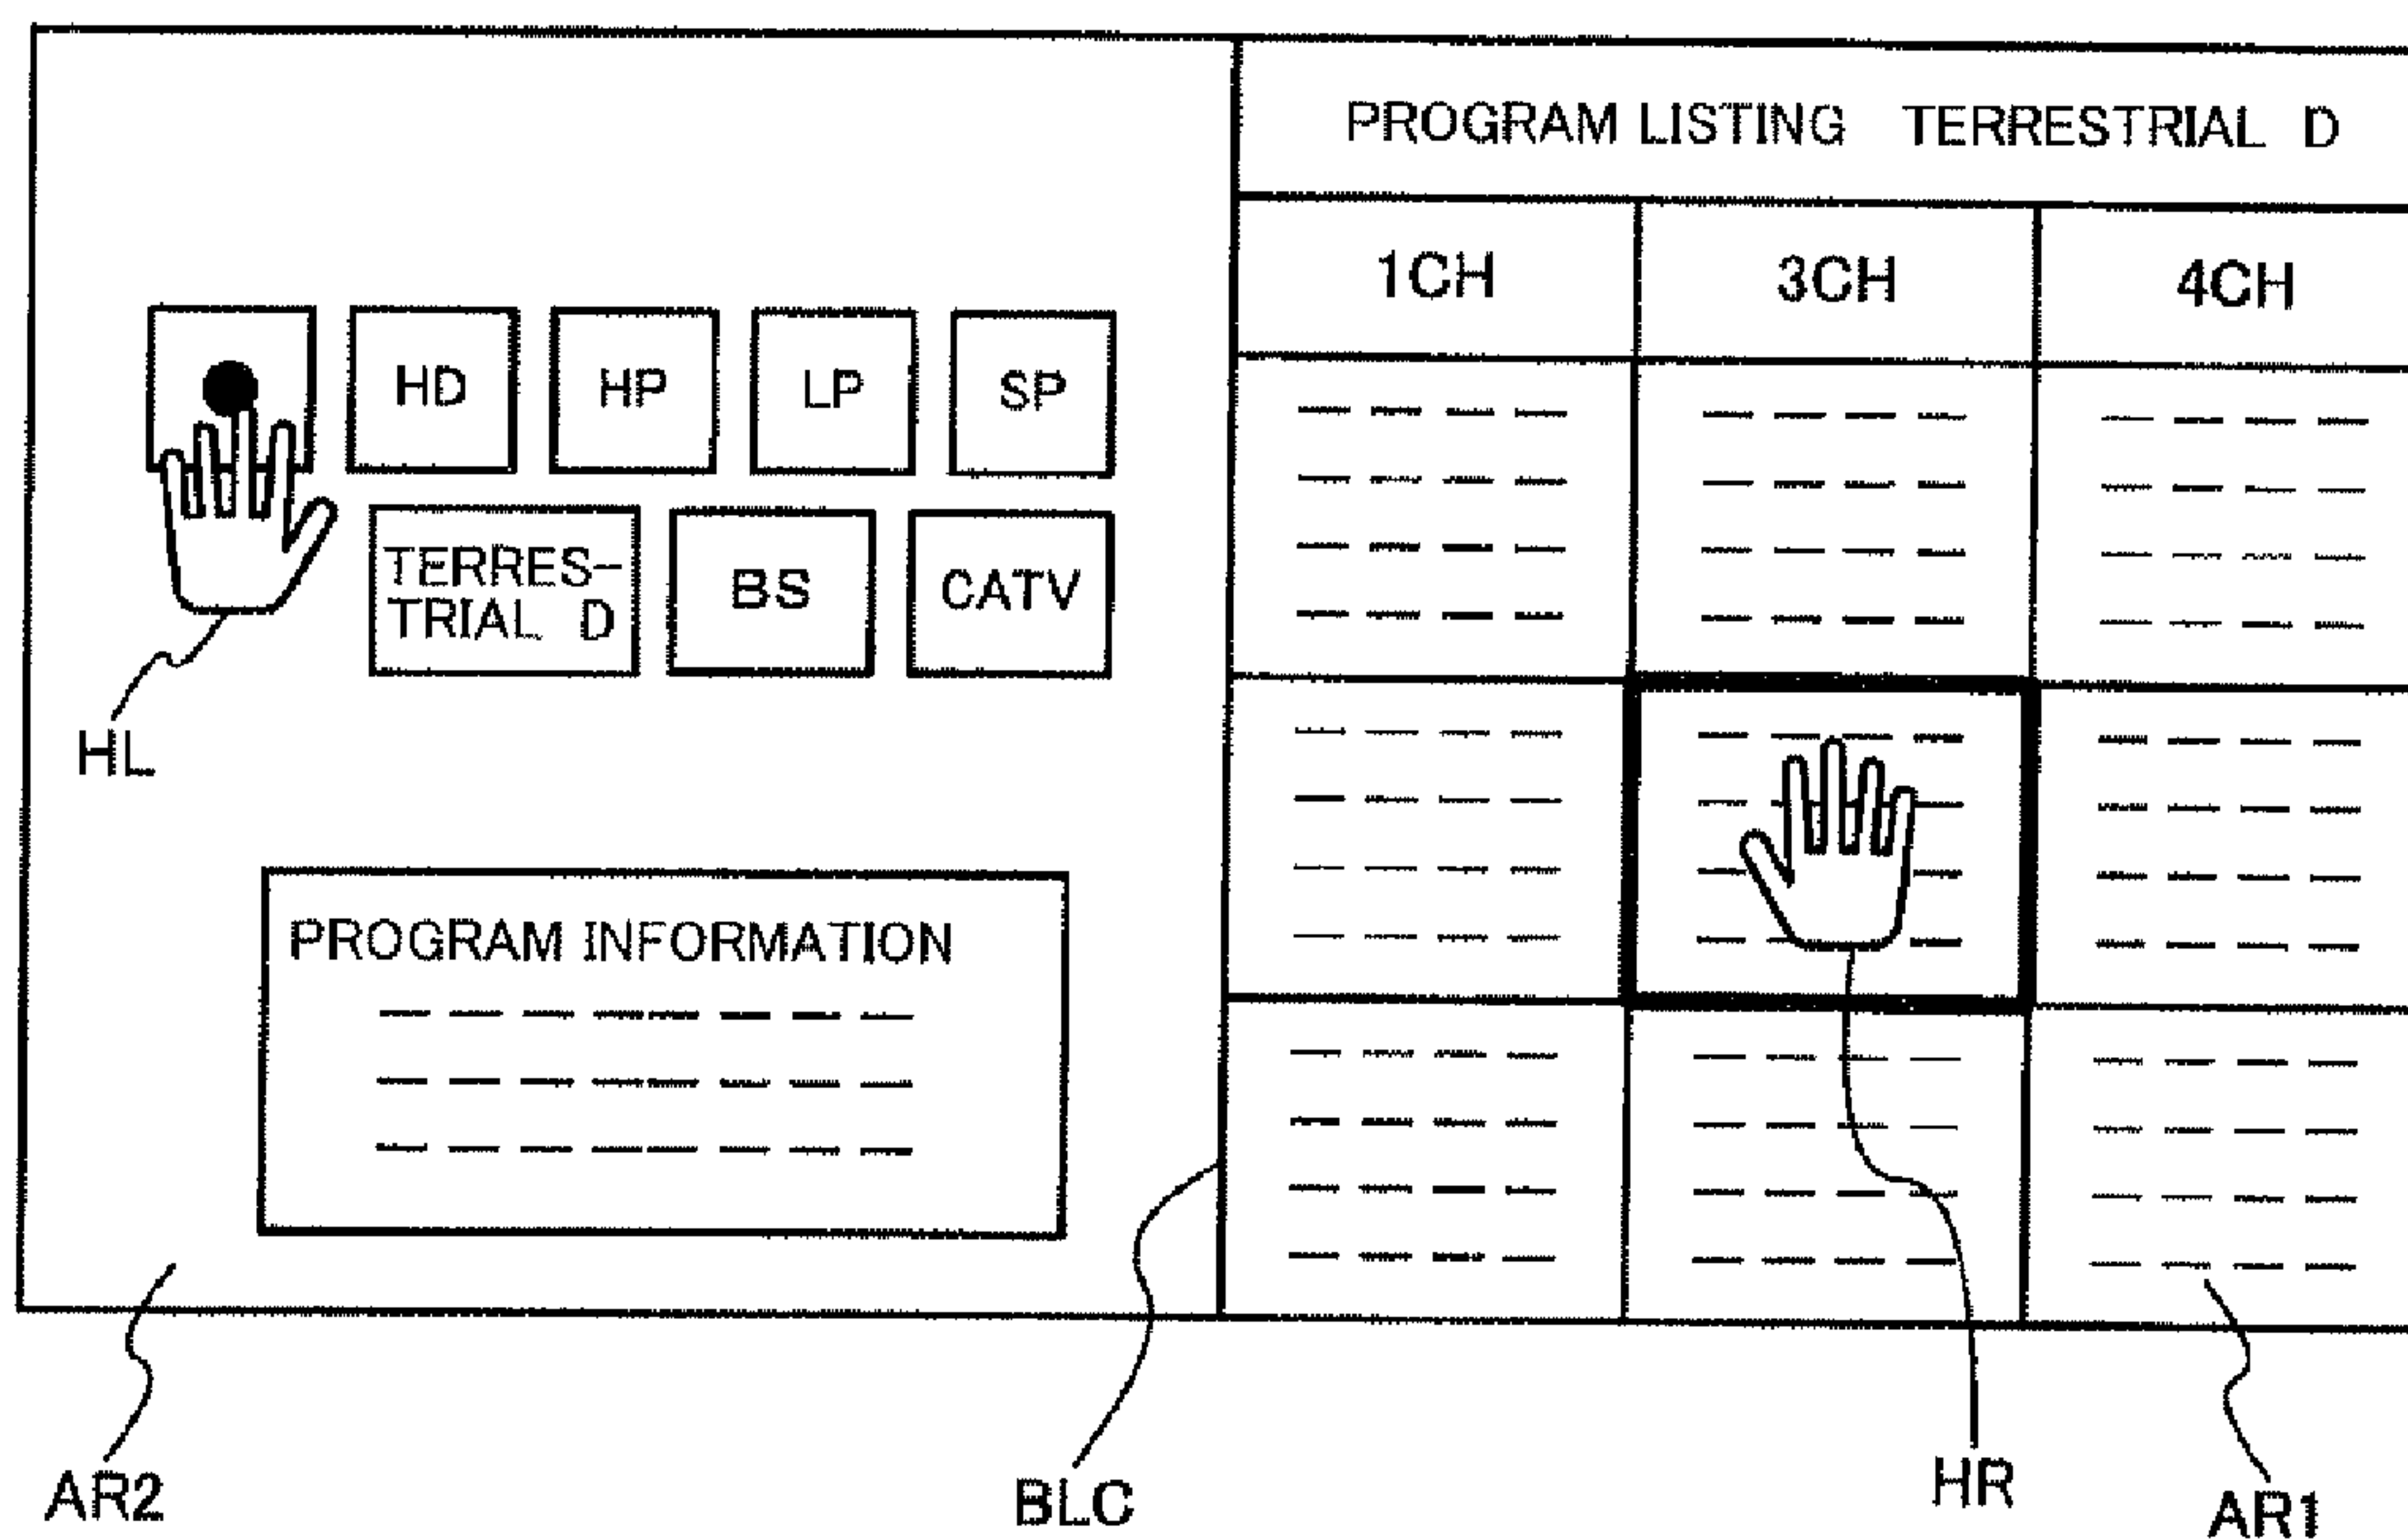 PROGRAM LISTING TERRESTRIAL D
1CH 3CH 4CH
HD HP LP SP
TERRES-
TRIAL D
BS CATV
HL
PROGRAM INFORMATION
AR2 BLC HR AR1